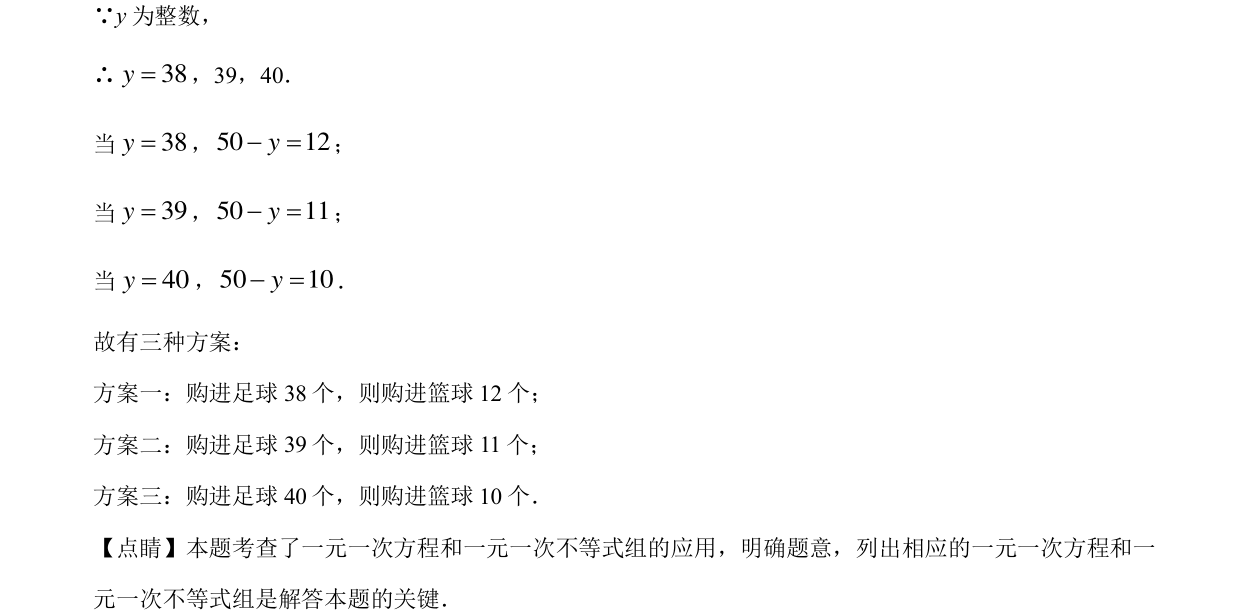 ∵y 为整数，
∴ y = 38，39，40．
当 y = 38，50 − y = 12；
当 y = 39，50 − y = 11；
当 y = 40，50 − y = 10．
故有三种方案：
方案一：购进足球 38 个，则购进篮球 12 个；
方案二：购进足球 39 个，则购进篮球 11 个；
方案三：购进足球 40 个，则购进篮球 10 个．
【点睛】本题考查了一元一次方程和一元一次不等式组的应用，明确题意，列出相应的一元一次方程和一
元一次不等式组是解答本题的关键．